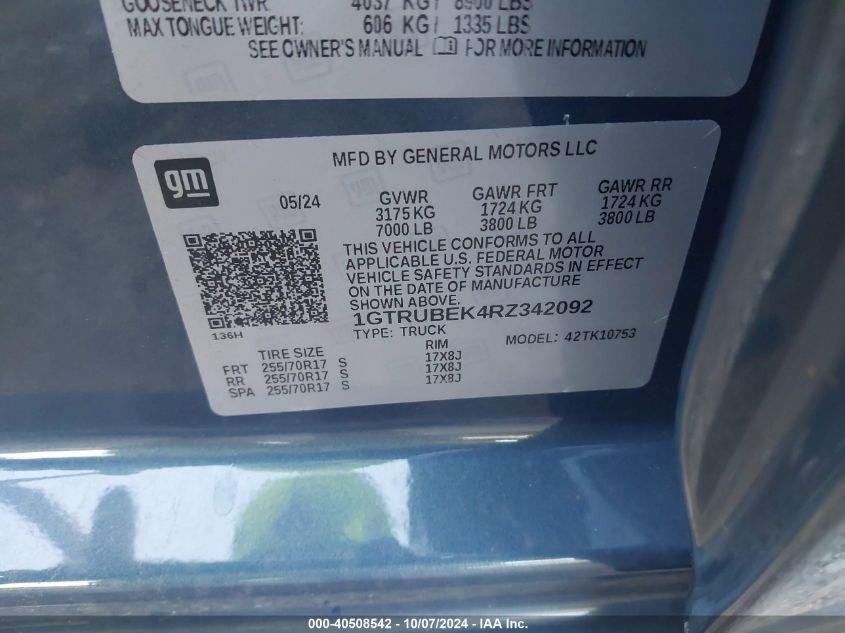 GOOSENECK TWR: 4037 KG / 8900 LBS
MAX TONGUE WEIGHT: 606 KG / 1335 LBS
SEE OWNER'S MANUAL FOR MORE INFORMATION
gm
MFD BY GENERAL MOTORS LLC
05/24
GVWR GAWR FRT GAWR RR
3175 KG 1724 KG 1724 KG
7000 LB 3800 LB 3800 LB
THIS VEHICLE CONFORMS TO ALL
APPLICABLE U.S. FEDERAL MOTOR
VEHICLE SAFETY STANDARDS IN EFFECT
ON THE DATE OF MANUFACTURE
SHOWN ABOVE.
1GTRUBEK4RZ342092
136H
TYPE: TRUCK MODEL: 42TK10753
TIRE SIZE RIM
FRT 255/70R17 S 17X8J
RR 255/70R17 S 17X8J
SPA 255/70R17 S 17X8J
000-40508542 - 10/07/2024 - IAA Inc.